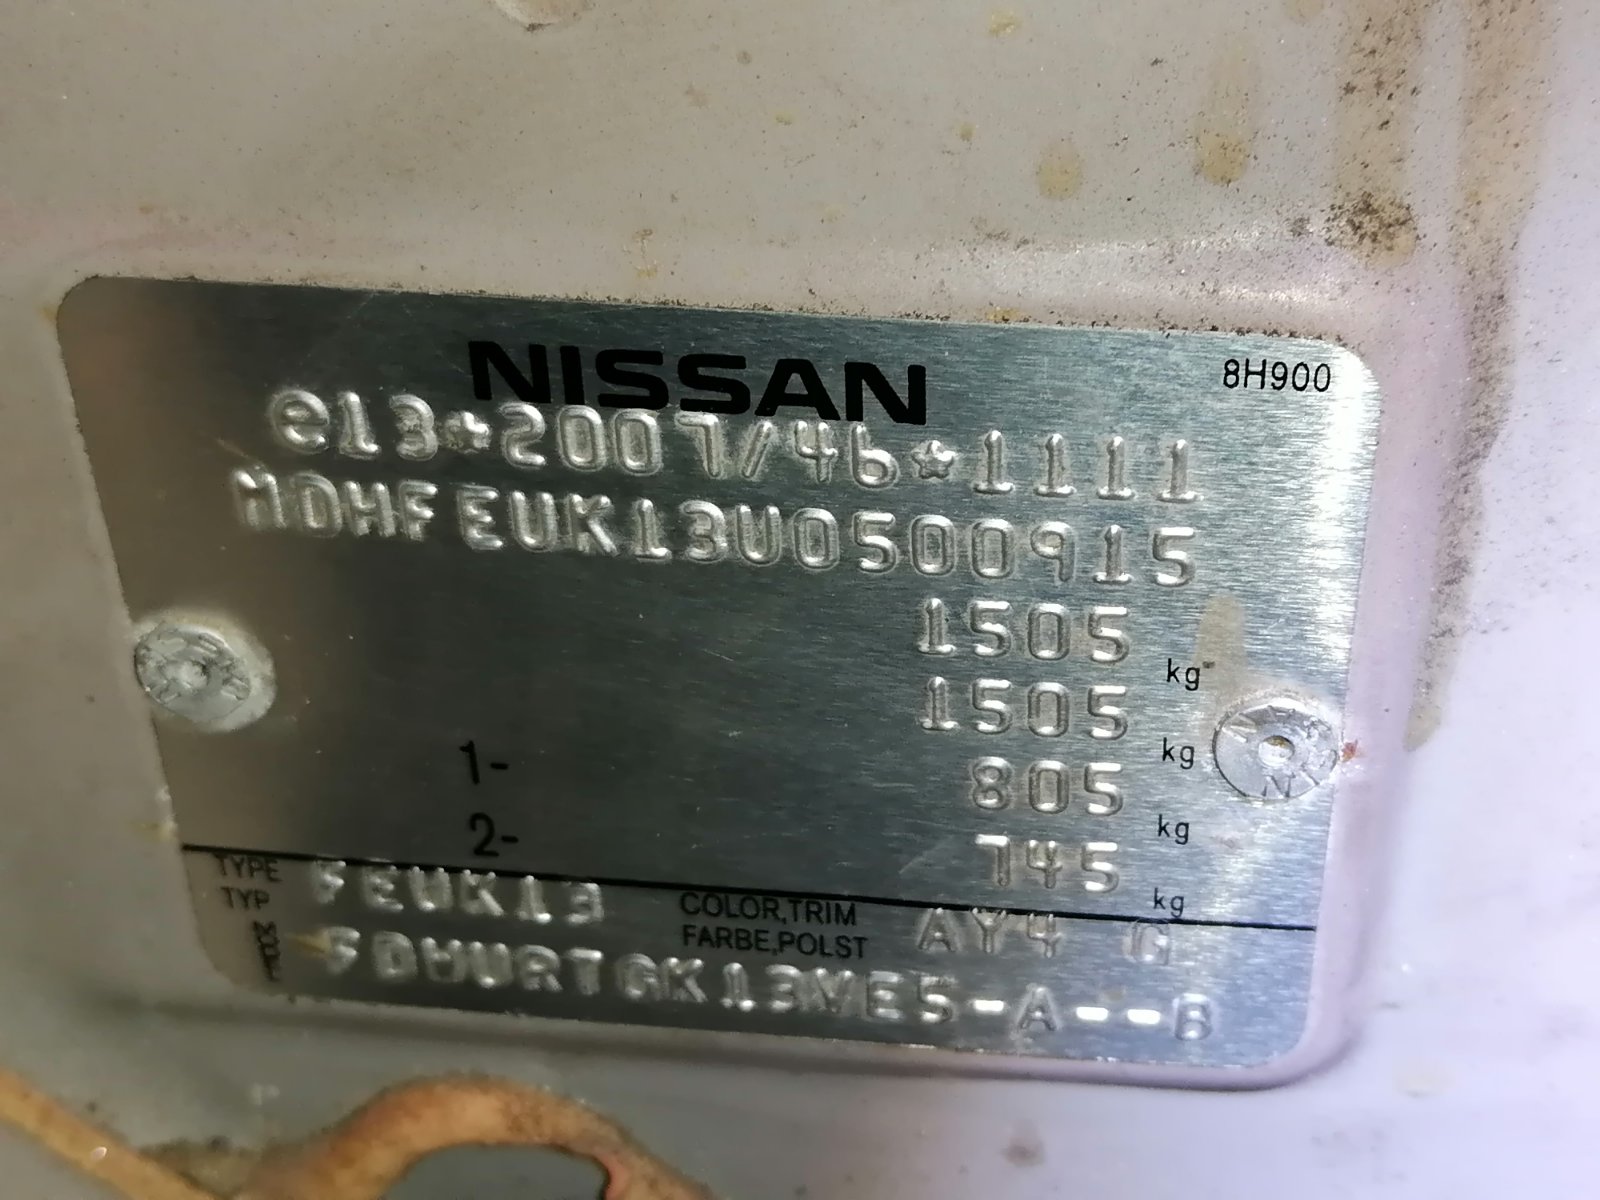 NISSAN
8H900
e13*2007/46*1111
MDHFEUK13U0500915
1505 kg
1505 kg
1- 805 kg
2- 745 kg
TYPE
TYP
FEUK13
COLOR,TRIM
FARBE,POLST
AY4 G
FDWURTGK13VE5-A--B